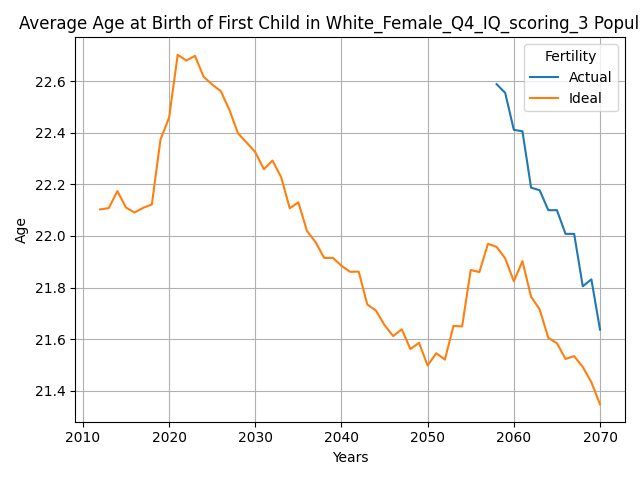 Average Age at Birth of First Child in White_Female_Q4_IQ_scoring_3 Popul
Fertility
Actual
Ideal
22.6
22.4
22.2
22.0
21.8
21.6
21.4
Age
2010 2020 2030 2040 2050 2060 2070
Years